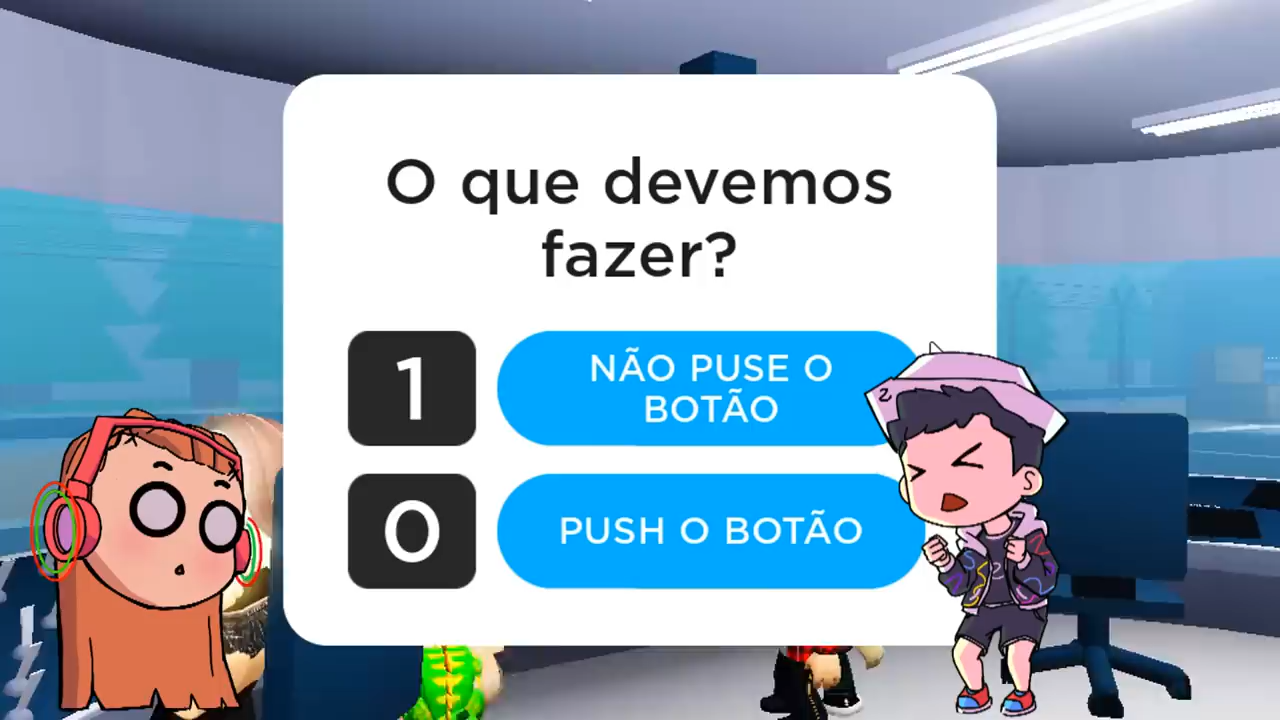 O que devemos
fazer?
1
NÃO PUSE O
BOTÃO
0
PUSH O BOTÃO